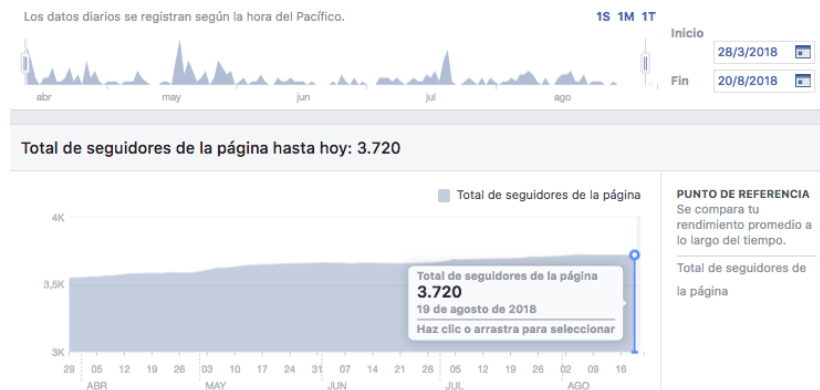 Los datos diarios se registran según la hora del Pacífico.
1S 1M 1T
Inicio
28/3/2018
Fin
20/8/2018
abr may jun jul ago
Total de seguidores de la página hasta hoy: 3.720
Total de seguidores de la página
4K
3,5K
3K
Total de seguidores de la página
3.720
19 de agosto de 2018
Haz clic o arrastra para seleccionar
29 05 12 19 26 03 10 17 24 31 07 14 21 28 05 12 19 26 02 09 16
ABR MAY JUN JUL AGO
PUNTO DE REFERENCIA
Se compara tu
rendimiento promedio a
lo largo del tiempo.
Total de seguidores de
la página